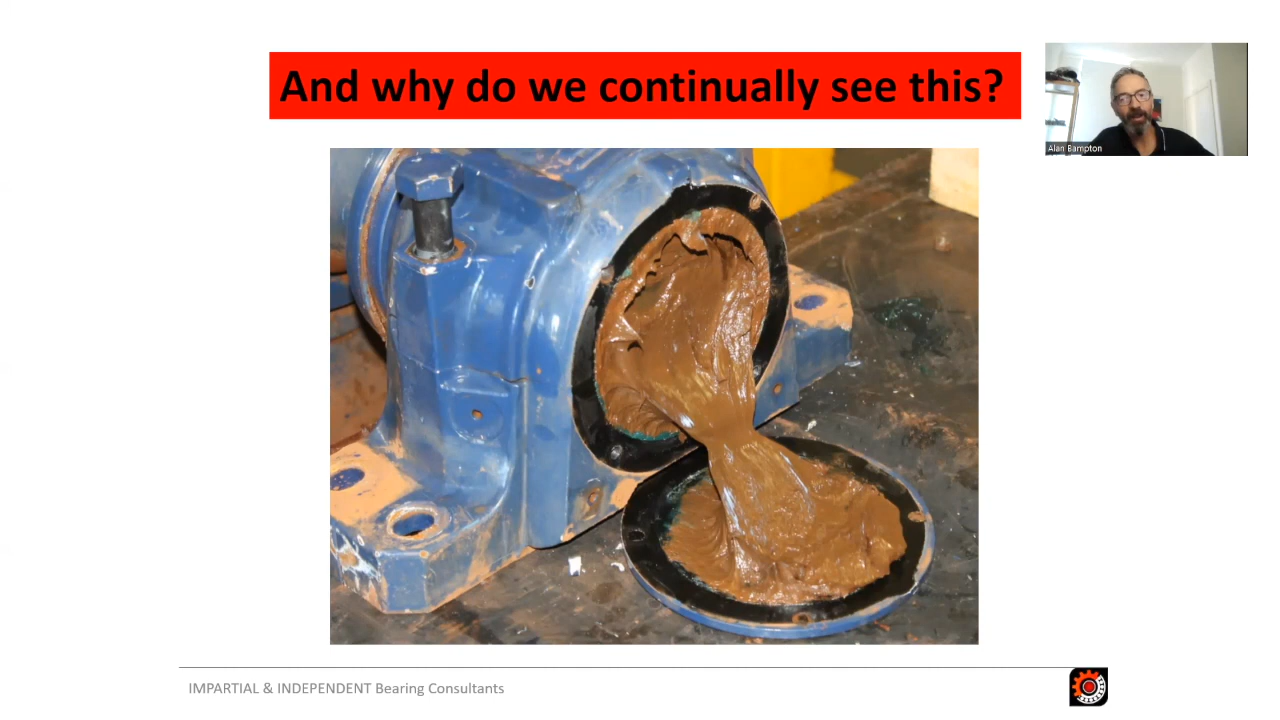 And why do we continually see this?
Alan Bampton
IMPARTIAL & INDEPENDENT Bearing Consultants